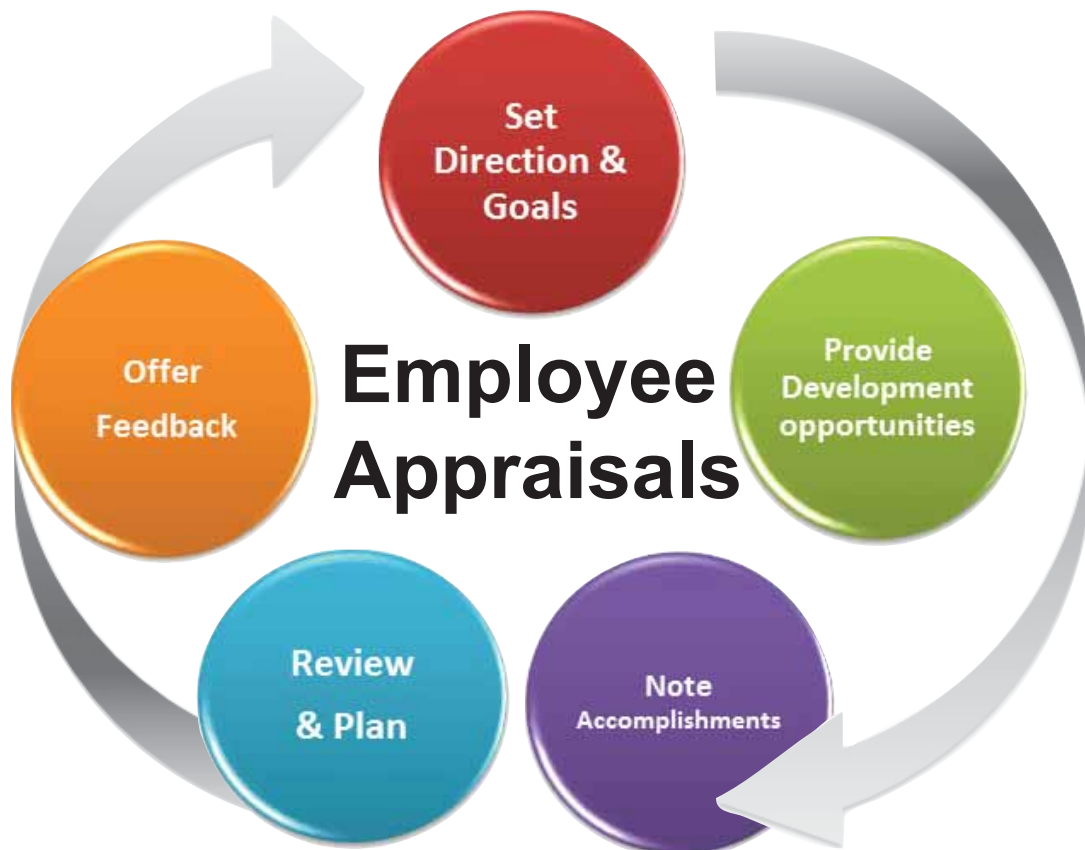 Set
Direction &
Goals
Provide
Development
opportunities
Note
Accomplishments
Review
& Plan
Offer
Feedback
Employee
Appraisals